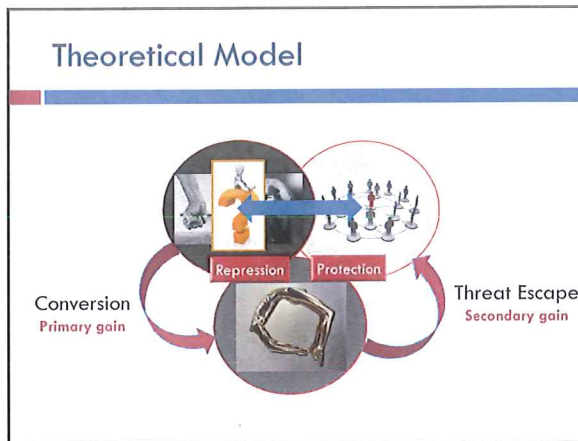 Theoretical Model
Repression
Protection
Conversion
Primary gain
Threat Escape
Secondary gain